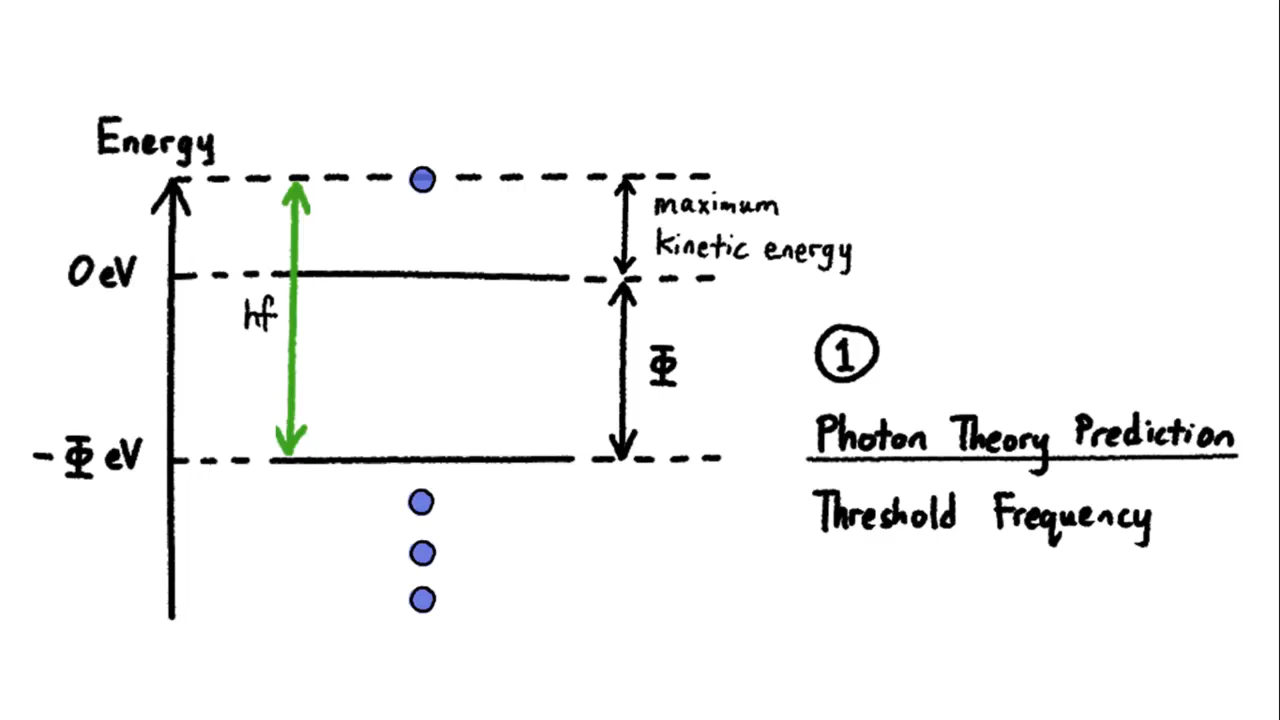 Energy
maximum
kinetic energy
0 eV
hf
①
Φ
Photon Theory Prediction
- Φ eV
Threshold Frequency